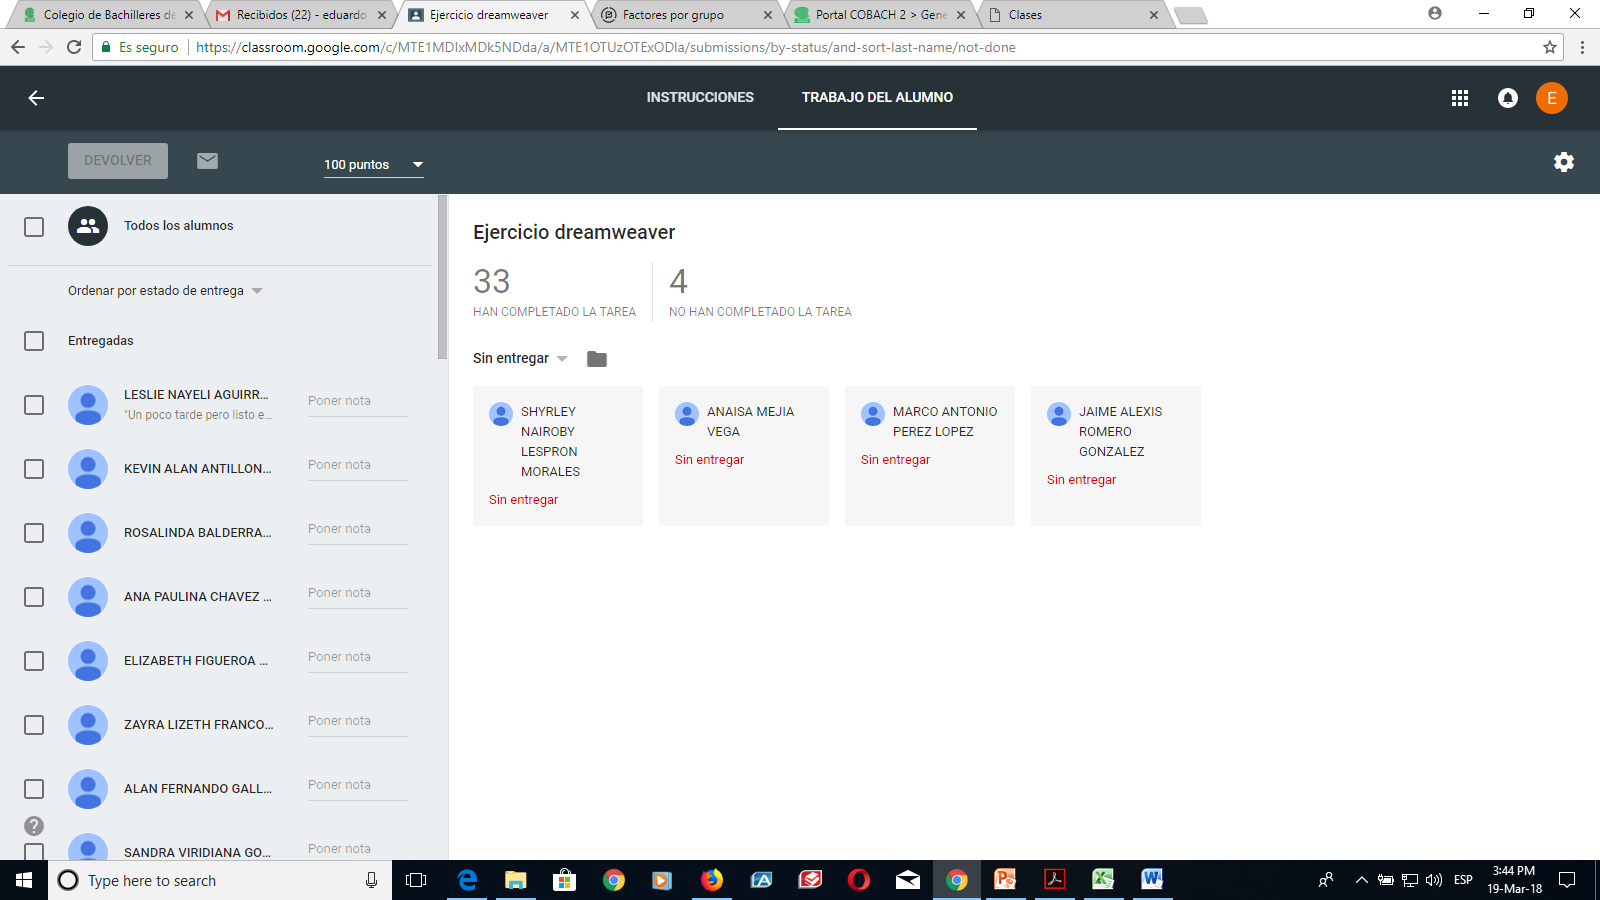 Colegio de Bachilleres de
Recibidos (22) - eduardo
Ejercicio dreamweaver
Factores por grupo
Portal COBACH 2 > Gene
Clases
Es seguro
https://classroom.google.com/c/MTE1MDIxMDk5NDda/a/MTE1OTUzOTExODla/submissions/by-status/and-sort-last-name/not-done
INSTRUCCIONES
TRABAJO DEL ALUMNO
E
DEVOLVER
100 puntos
Todos los alumnos
Ordenar por estado de entrega
Entregadas
LESLIE NAYELI AGUIRR...
Poner nota
"Un poco tarde pero listo e...
KEVIN ALAN ANTILLON...
Poner nota
ROSALINDA BALDERRA...
Poner nota
ANA PAULINA CHAVEZ ...
Poner nota
ELIZABETH FIGUEROA ...
Poner nota
ZAYRA LIZETH FRANCO...
Poner nota
ALAN FERNANDO GALL...
Poner nota
SANDRA VIRIDIANA GO...
Poner nota
Ejercicio dreamweaver
33
HAN COMPLETADO LA TAREA
4
NO HAN COMPLETADO LA TAREA
Sin entregar
SHYRLEY
NAIROBY
LESPRON
MORALES
Sin entregar
ANAISA MEJIA
VEGA
Sin entregar
MARCO ANTONIO
PEREZ LOPEZ
Sin entregar
JAIME ALEXIS
ROMERO
GONZALEZ
Sin entregar
Type here to search
ESP
3:44 PM
19-Mar-18